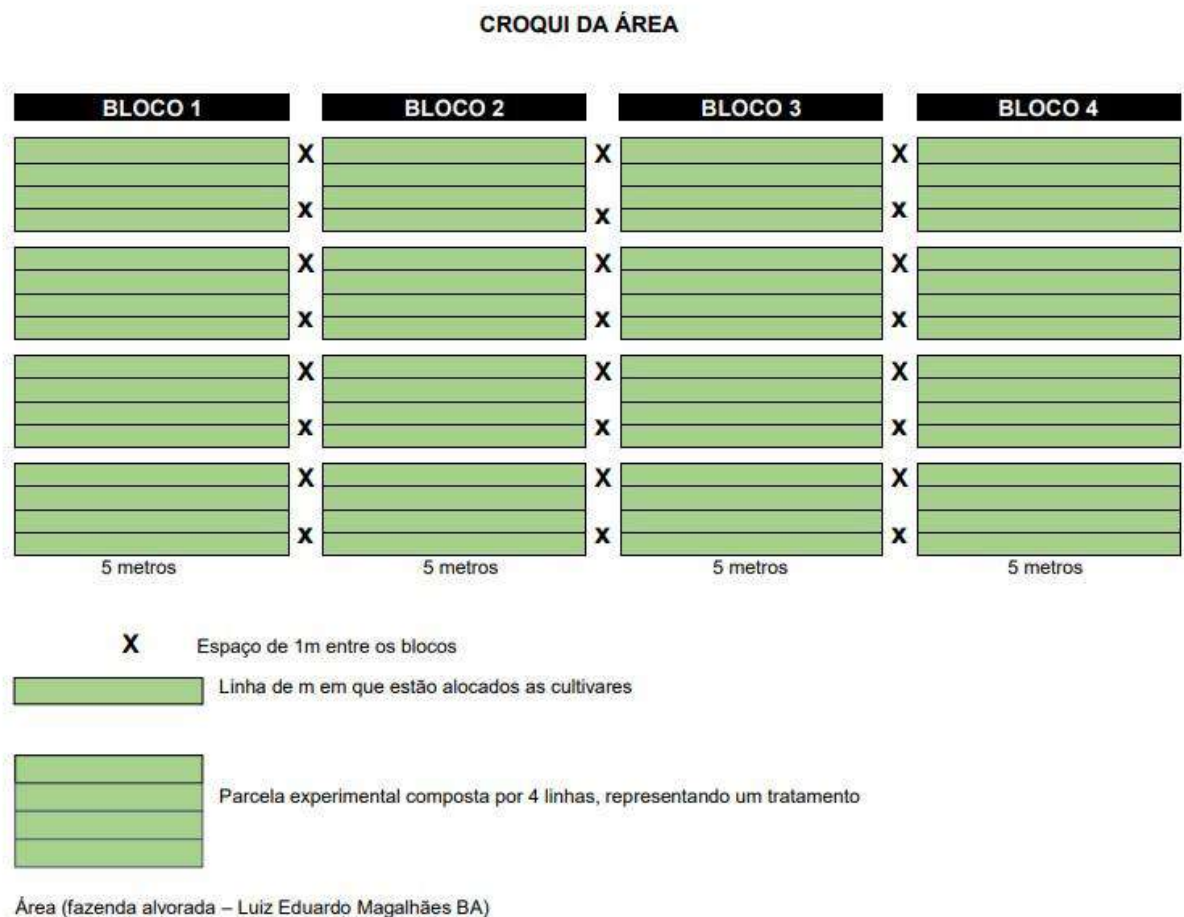 CROQUI DA ÁREA
BLOCO 1 BLOCO 2 BLOCO 3 BLOCO 4
X X X
X X X
X X X
X X X
X X X
X X X
X X X
X X X
5 metros 5 metros 5 metros 5 metros
X Espaço de 1m entre os blocos
Linha de m em que estão alocados as cultivares
Parcela experimental composta por 4 linhas, representando um tratamento
Área (fazenda alvorada – Luiz Eduardo Magalhães BA)